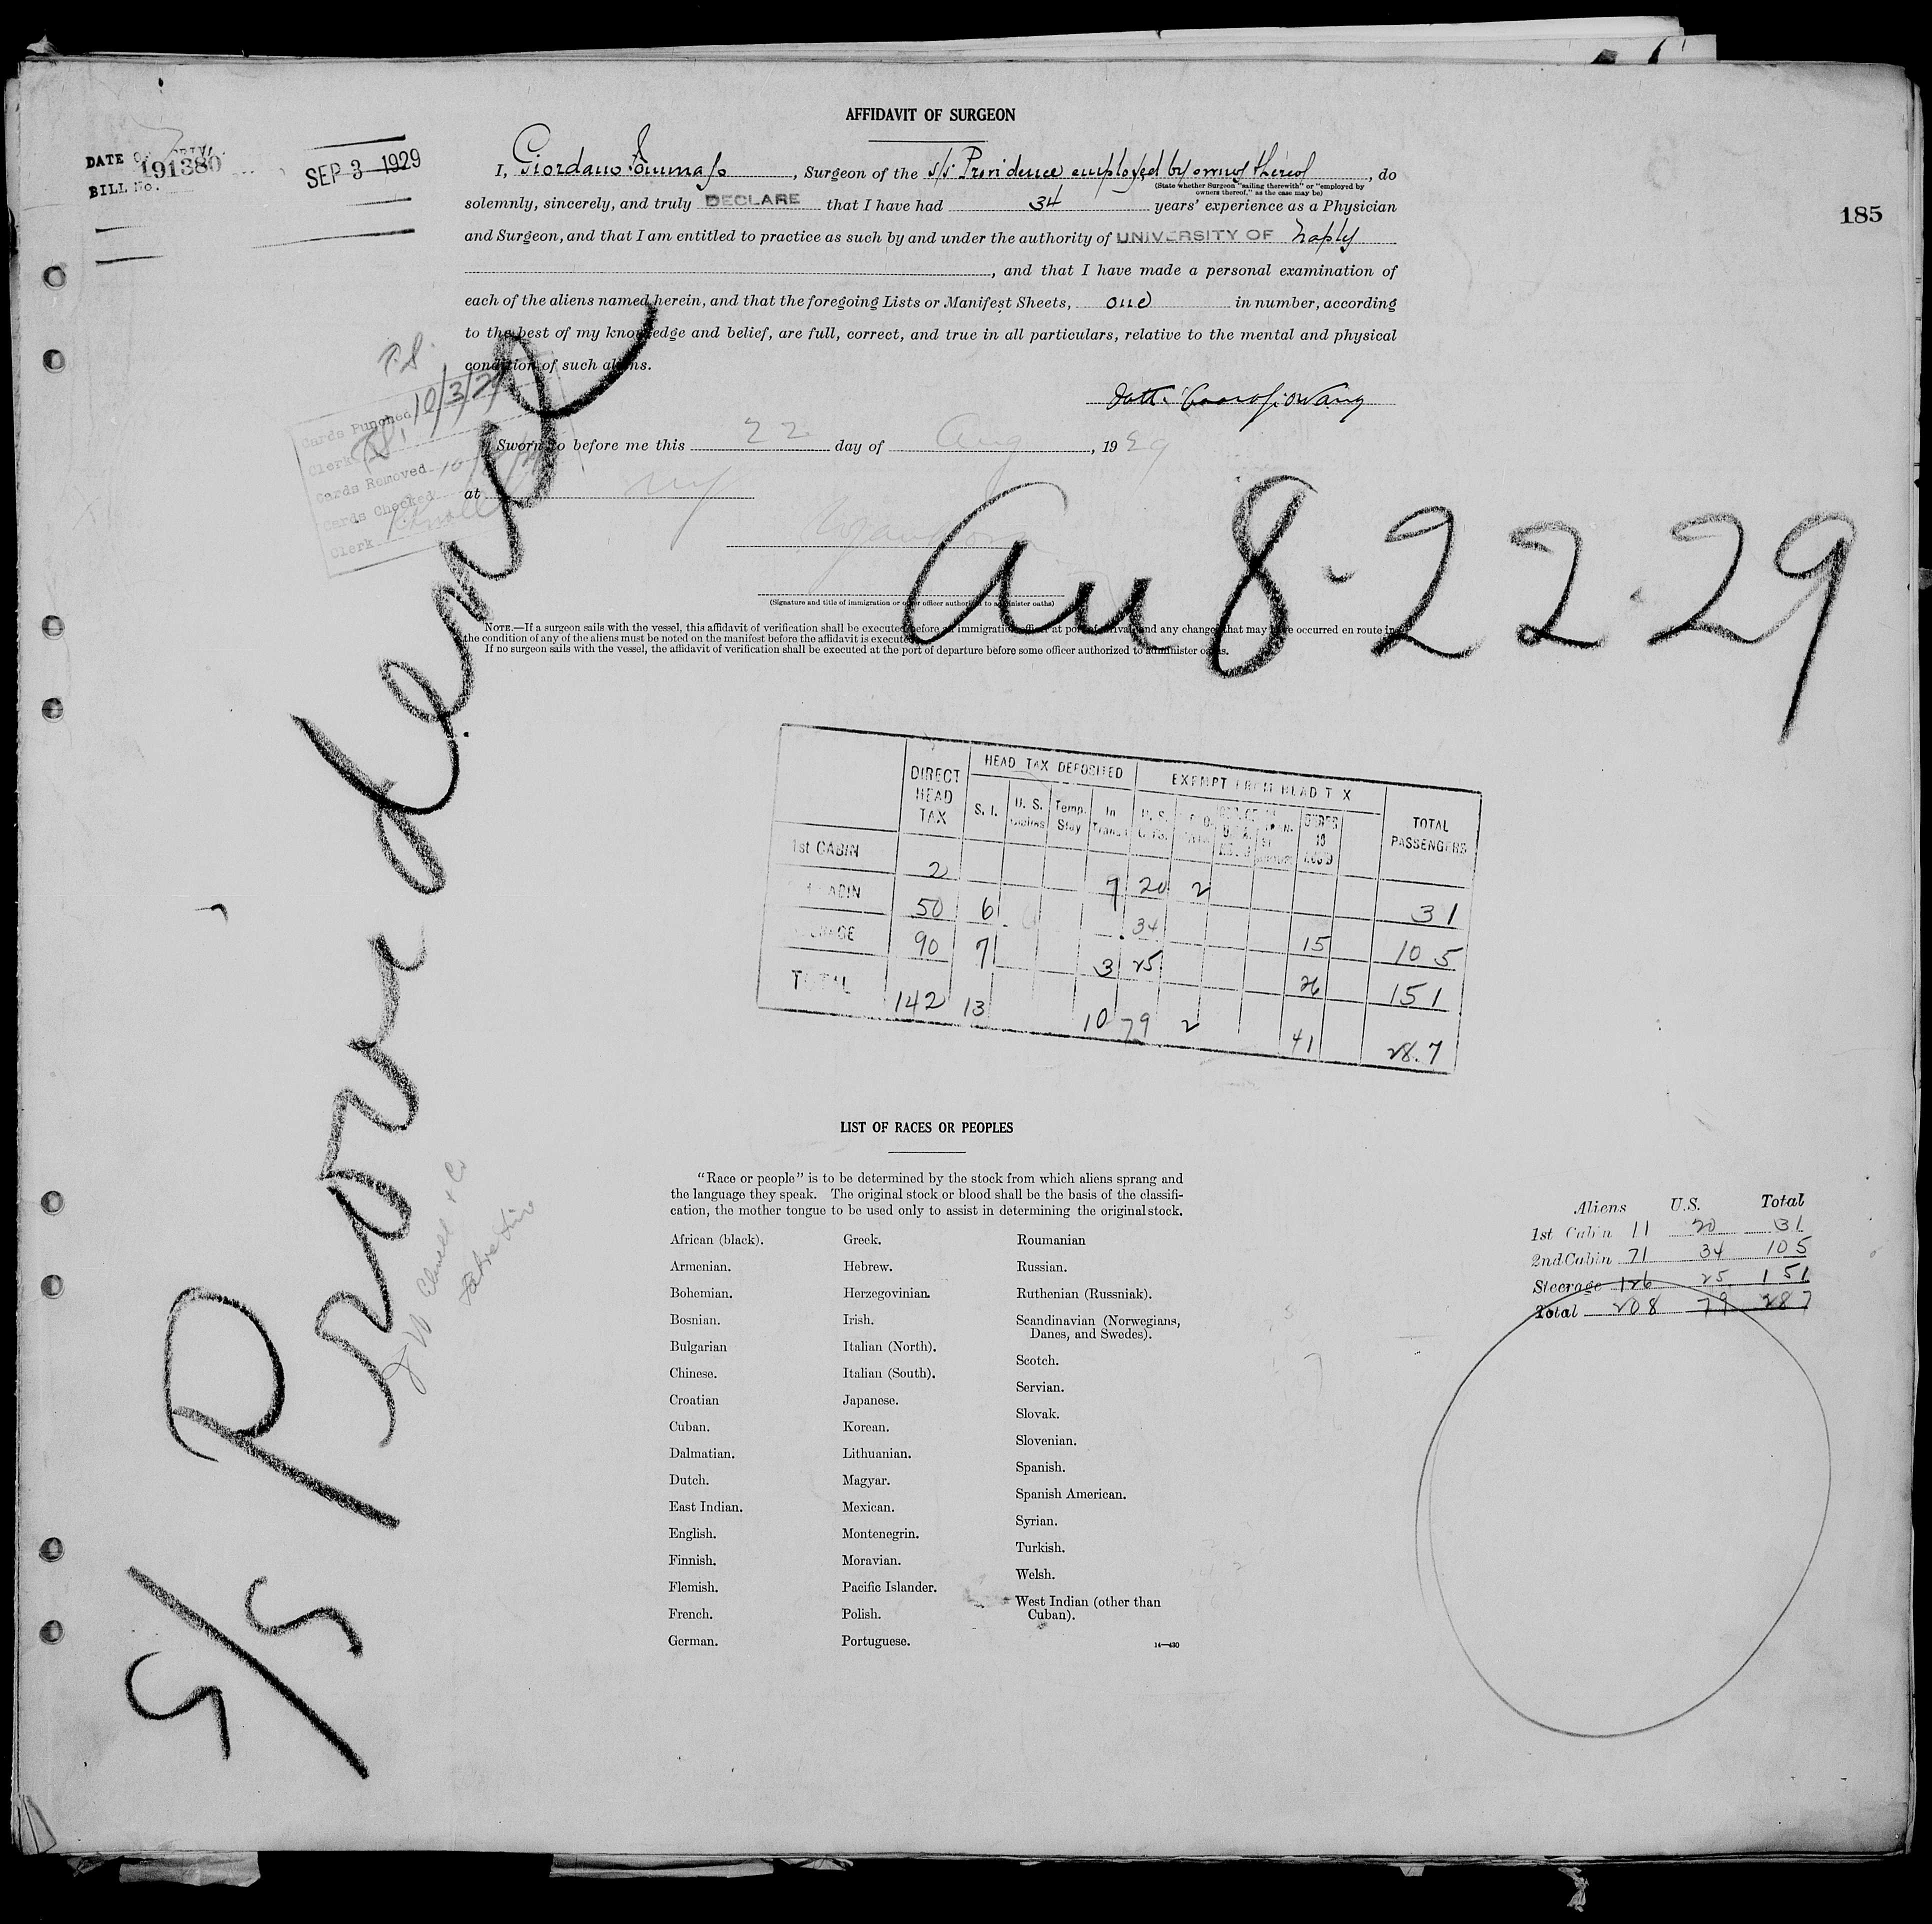 AFFIDAVIT OF SURGEON
DATE OF ARRIVAL
191380
BILL No.
SEP 3 1929
185
I, Giordano Tommaso, Surgeon of the s/s Providence employed by owners thereof, do
(State whether Surgeon "sailing therewith" or "employed by
owners thereof," as the case may be)
solemnly, sincerely, and truly DECLARE that I have had 34 years' experience as a Physician
and Surgeon, and that I am entitled to practice as such by and under the authority of UNIVERSITY OF Naples
, and that I have made a personal examination of
each of the aliens named herein, and that the foregoing Lists or Manifest Sheets, one in number, according
to the best of my knowledge and belief, are full, correct, and true in all particulars, relative to the mental and physical
condition of such aliens.
Cards Punched 10/3/29
Clerk
Cards Removed
Cards Checked
Clerk
Sworn to before me this 22 day of Aug, 1929
at NY
(Signature and title of immigration or other officer authorized to administer oaths)
NOTE.—If a surgeon sails with the vessel, this affidavit of verification shall be executed before an immigration officer at port of arrival, and any changes that may have occurred en route in
the condition of any of the aliens must be noted on the manifest before the affidavit is executed.
If no surgeon sails with the vessel, the affidavit of verification shall be executed at the port of departure before some officer authorized to administer oaths.
S/S Providence
Au 8-22-29
DIRECT HEAD TAX HEAD TAX DEPOSITED EXEMPT FROM HEAD TAX TOTAL PASSENGERS
S. I. U. S. Claims Temp. Stay In Transit U. S. Cits.
1st CABIN 2 7 20 2 31
2nd CABIN 50 6 34 15 105
STEERAGE 90 7 3 25 26 151
TOTAL 142 13 10 79 2 41 287
LIST OF RACES OR PEOPLES
"Race or people" is to be determined by the stock from which aliens sprang and
the language they speak. The original stock or blood shall be the basis of the classifi-
cation, the mother tongue to be used only to assist in determining the original stock.
African (black).
Armenian.
Bohemian.
Bosnian.
Bulgarian
Chinese.
Croatian
Cuban.
Dalmatian.
Dutch.
East Indian.
English.
Finnish.
Flemish.
French.
German.
Greek.
Hebrew.
Herzegovinian.
Irish.
Italian (North).
Italian (South).
Japanese.
Korean.
Lithuanian.
Magyar.
Mexican.
Montenegrin.
Moravian.
Pacific Islander.
Polish.
Portuguese.
Roumanian
Russian.
Ruthenian (Russniak).
Scandinavian (Norwegians,
Danes, and Swedes).
Scotch.
Servian.
Slovak.
Slovenian.
Spanish.
Spanish American.
Syrian.
Turkish.
Welsh.
West Indian (other than
Cuban).
14—430
Aliens U.S. Total
1st Cabin 11 20 31
2nd Cabin 71 34 105
Steerage 126 25 151
Total 208 79 287